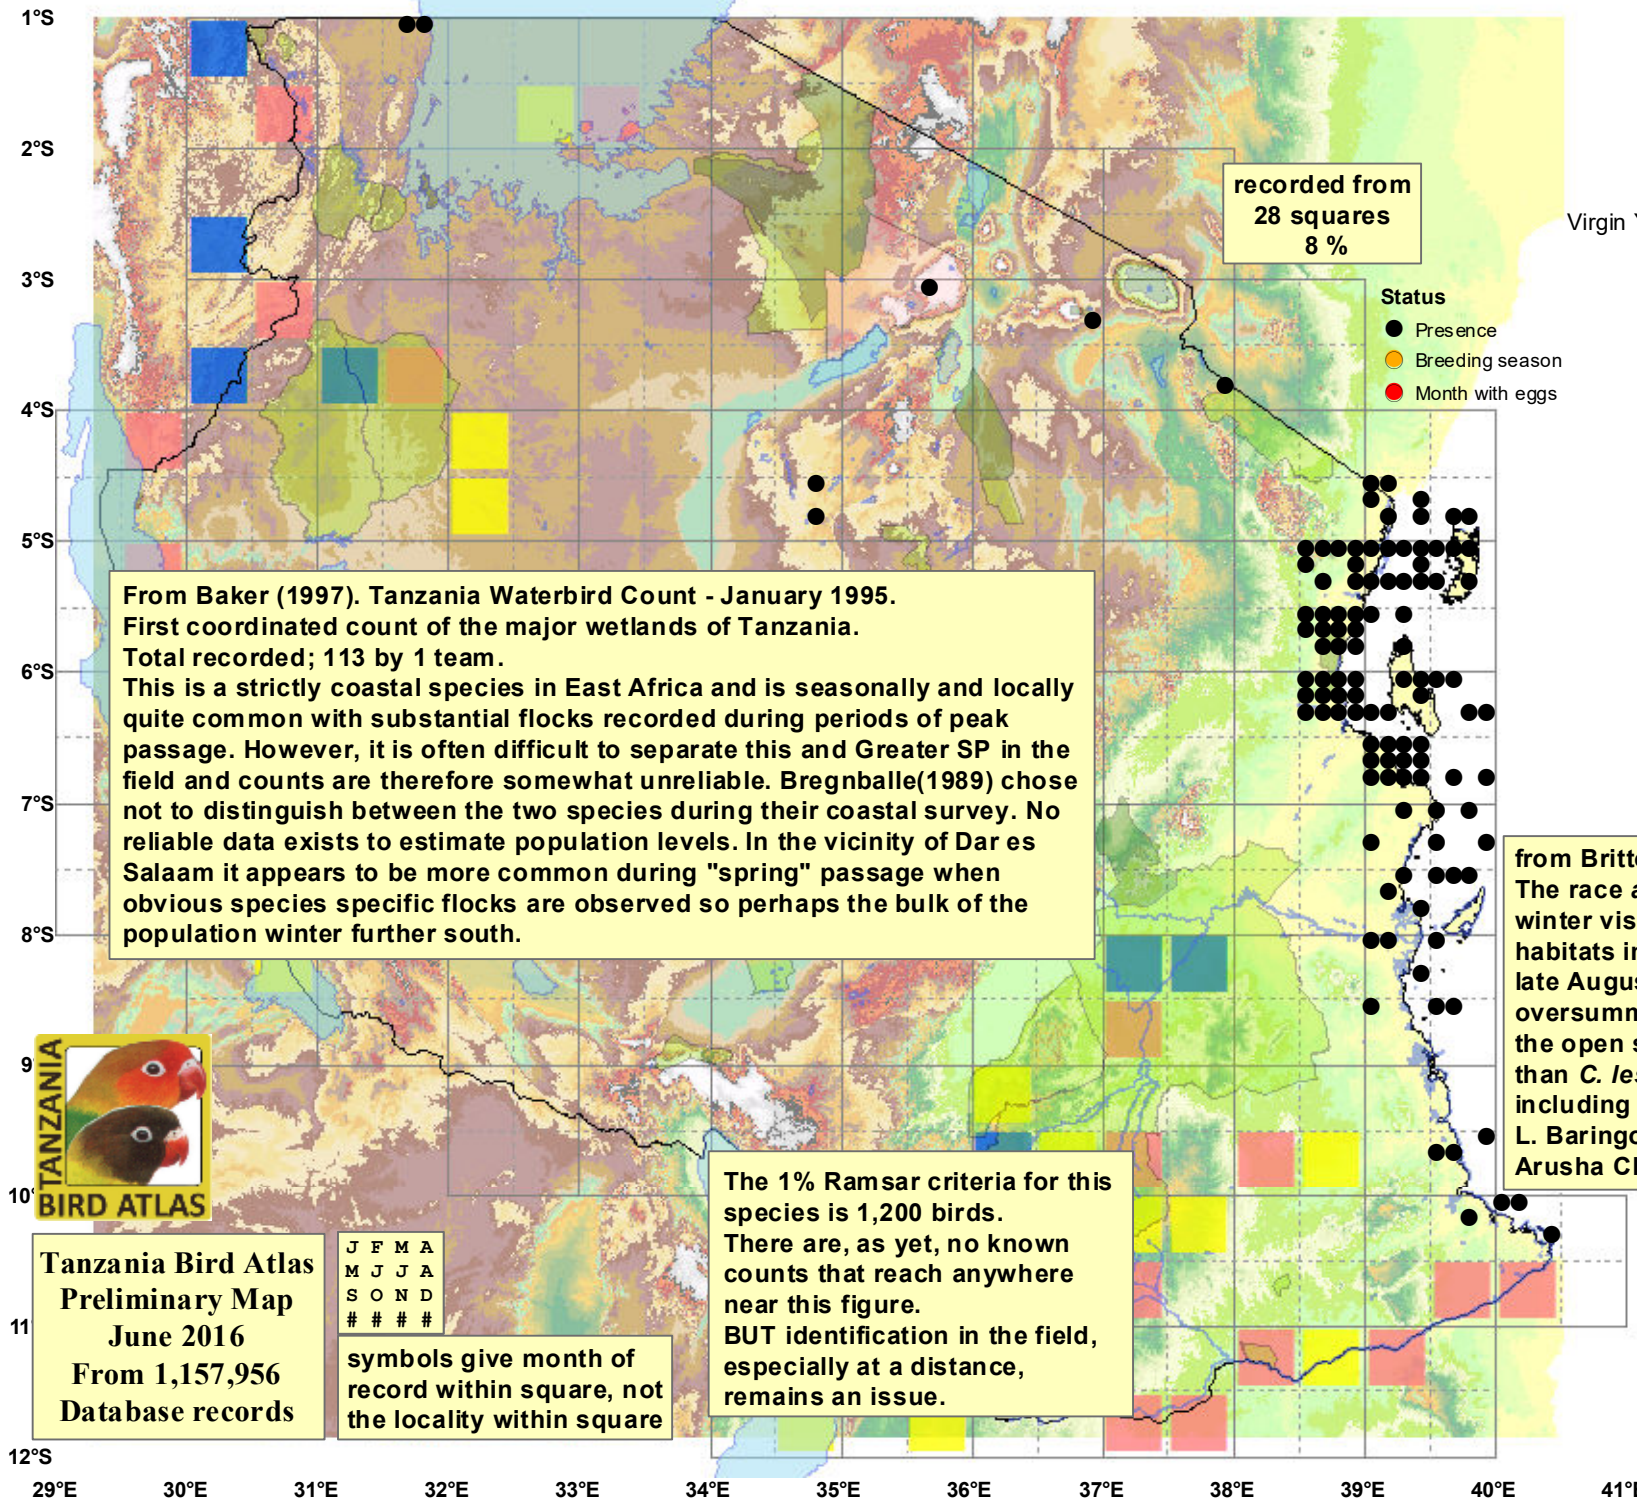 1°S
2°S
3°S
4°S
5°S
6°S
7°S
8°S
9°
10°
11°
12°S
29°E
30°E
31°E
32°E
33°E
34°E
35°E
36°E
37°E
38°E
39°E
40°E
41°E
recorded from
28 squares
8 %
Virgin
Status
Presence
Breeding season
Month with eggs
From Baker (1997). Tanzania Waterbird Count - January 1995.
First coordinated count of the major wetlands of Tanzania.
Total recorded; 113 by 1 team.
This is a strictly coastal species in East Africa and is seasonally and locally
quite common with substantial flocks recorded during periods of peak
passage. However, it is often difficult to separate this and Greater SP in the
field and counts are therefore somewhat unreliable. Bregnballe(1989) chose
not to distinguish between the two species during their coastal survey. No
reliable data exists to estimate population levels. In the vicinity of Dar es
Salaam it appears to be more common during "spring" passage when
obvious species specific flocks are observed so perhaps the bulk of the
population winter further south.
from Britt
The race a
winter vis
habitats in
late Augus
oversumm
the open s
than C. les
including
L. Baringo
Arusha Ch
TANZANIA
BIRD ATLAS
Tanzania Bird Atlas
Preliminary Map
June 2016
From 1,157,956
Database records
J F M A
M J J A
S O N D
# # # #
symbols give month of
record within square, not
the locality within square
The 1% Ramsar criteria for this
species is 1,200 birds.
There are, as yet, no known
counts that reach anywhere
near this figure.
BUT identification in the field,
especially at a distance,
remains an issue.